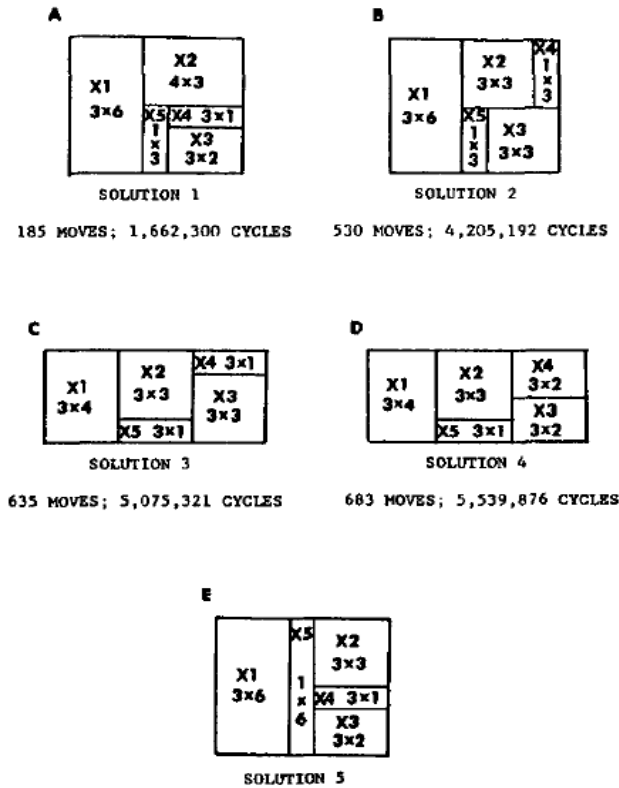 A
X1
3×6
X2
4×3
X5
1
×
3
X4 3×1
X3
3×2
SOLUTION 1
185 MOVES; 1,662,300 CYCLES
B
X1
3×6
X2
3×3
X4
1
×
3
X5
1
×
3
X3
3×3
SOLUTION 2
530 MOVES; 4,205,192 CYCLES
C
X1
3×4
X2
3×3
X5 3×1
X4 3×1
X3
3×3
SOLUTION 3
635 MOVES; 5,075,321 CYCLES
D
X1
3×4
X2
3×3
X5 3×1
X4
3×2
X3
3×2
SOLUTION 4
683 MOVES; 5,539,876 CYCLES
E
X1
3×6
X5
1
×
6
X2
3×3
X4 3×1
X3
3×2
SOLUTION 5